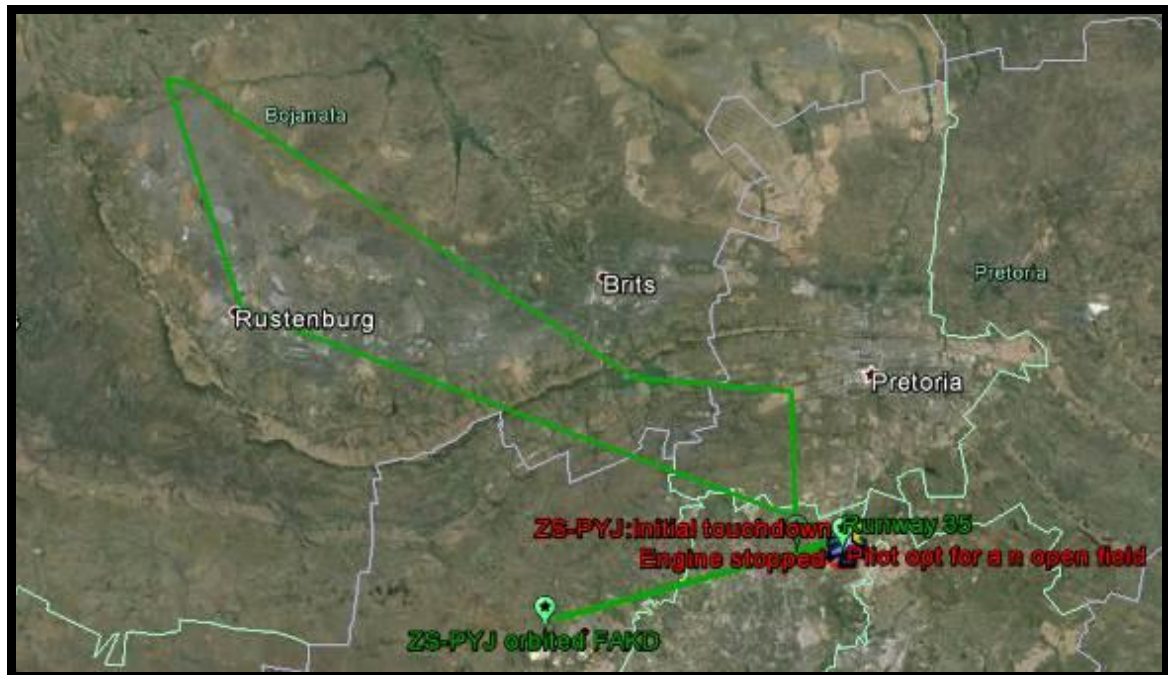 Bojanala
Brits
Pretoria
Rustenburg
Pretoria
ZS-PYJ:Initial touchdown
Runway 35
Engine stopped
Pilot opt for a n open field
ZS-PYJ orbited FAKD